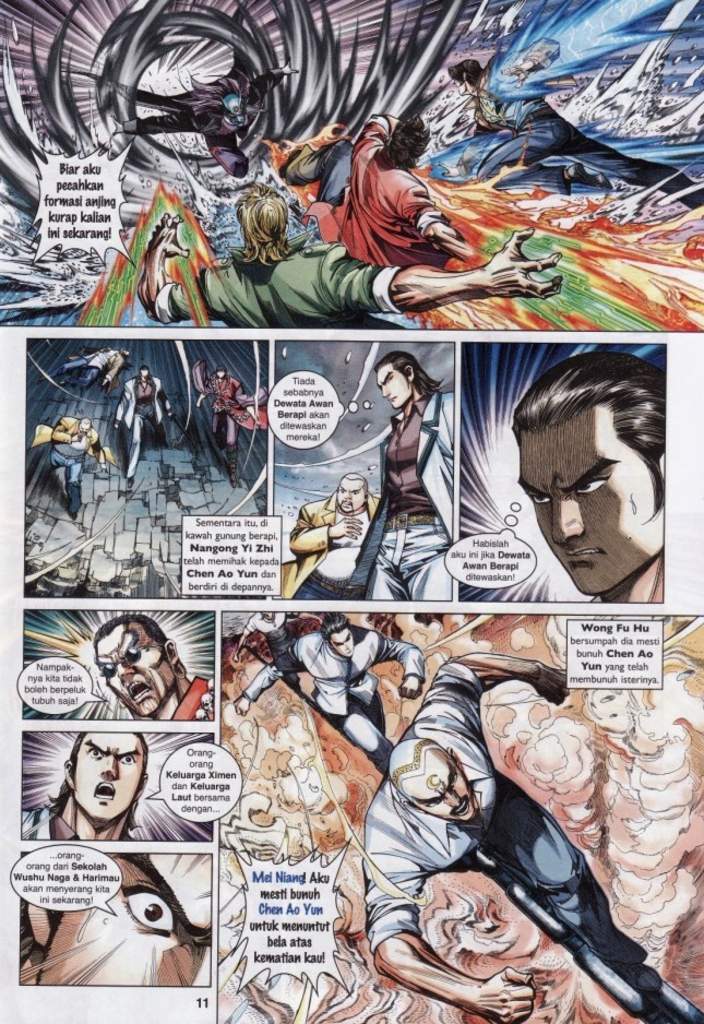 Biar aku
pecahkan
formasi anjing
kurap kalian
ini sekarang!
Sementara itu, di
kawah gunung berapi,
Nangong Yi Zhi
telah memihak kepada
Chen Ao Yun dan
berdiri di depannya.
Tiada
sebabnya
Dewata Awan
Berapi akan
ditewaskan
mereka!
Habislah
aku ini jika Dewata
Awan Berapi
ditewaskan!
Nampak-
nya kita tidak
boleh berpeluk
tubuh saja!
Orang-
orang
Keluarga Ximen
dan Keluarga
Laut bersama
dengan...
...orang-
orang dari Sekolah
Wushu Naga & Harimau
akan menyerang kita
ini sekarang!
Wong Fu Hu
bersumpah dia mesti
bunuh Chen Ao
Yun yang telah
membunuh isterinya.
Mei Niang! Aku
mesti bunuh
Chen Ao Yun
untuk menuntut
bela atas
kematian kau!
11